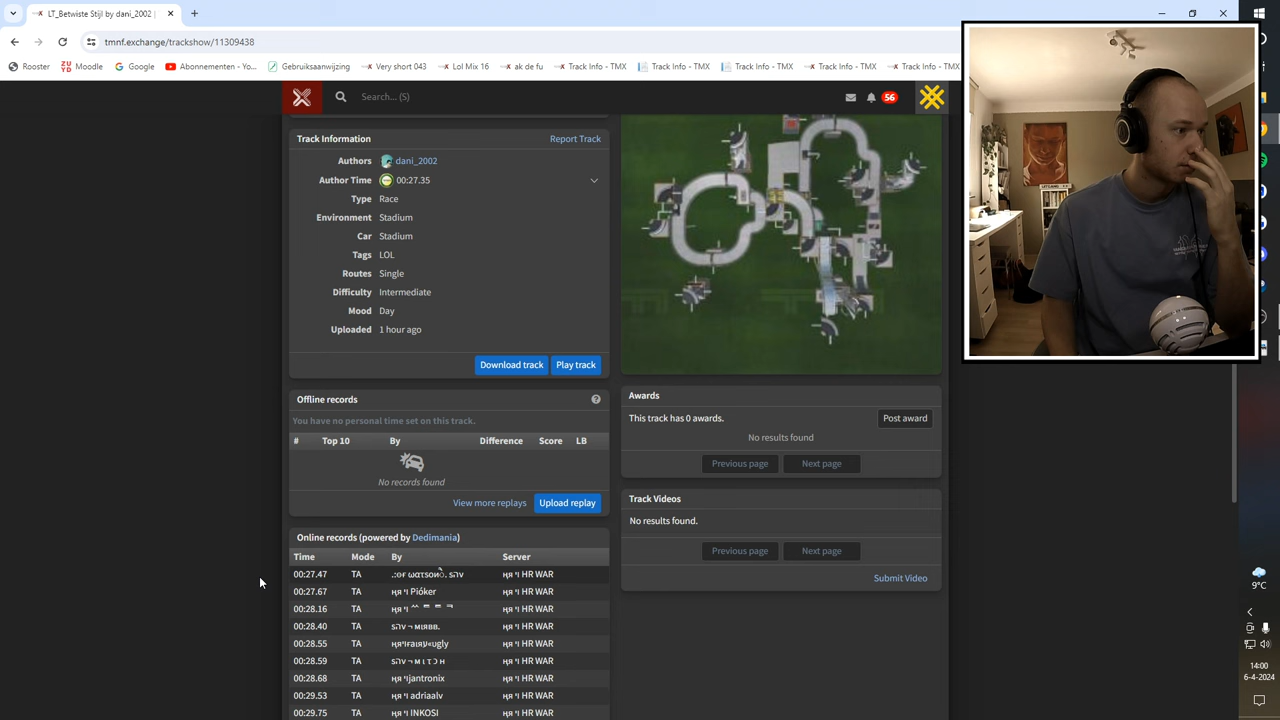 LT_Betwiste Stijl by dani_2002 |
tmnf.exchange/trackshow/11309438
Rooster Moodle Google Abonnementen - Yo... Gebruiksaanwijzing Very short 043 Lol Mix 16 ak de fu Track Info - TMX Track Info - TMX Track Info - TMX Track Info - TMX Track Info - TMX
Search... (S)
56
Track Information Report Track
Authors dani_2002
Author Time 00:27.35
Type Race
Environment Stadium
Car Stadium
Tags LOL
Routes Single
Difficulty Intermediate
Mood Day
Uploaded 1 hour ago
Download track Play track
Offline records
You have no personal time set on this track.
# Top 10 By Difference Score LB
No records found
View more replays Upload replay
Online records (powered by Dedimania)
Time Mode By Server
00:27.47 TA HR WAR
00:27.67 TA Pióker HR WAR
00:28.16 TA HR WAR
00:28.40 TA HR WAR
00:28.55 TA HR WAR
00:28.59 TA HR WAR
00:28.68 TA jantronix HR WAR
00:29.53 TA adriaalv HR WAR
00:29.75 TA INKOSI HR WAR
Awards
This track has 0 awards. Post award
No results found
Previous page Next page
Track Videos
No results found.
Previous page Next page
Submit Video
9°C
14:00
6-4-2024